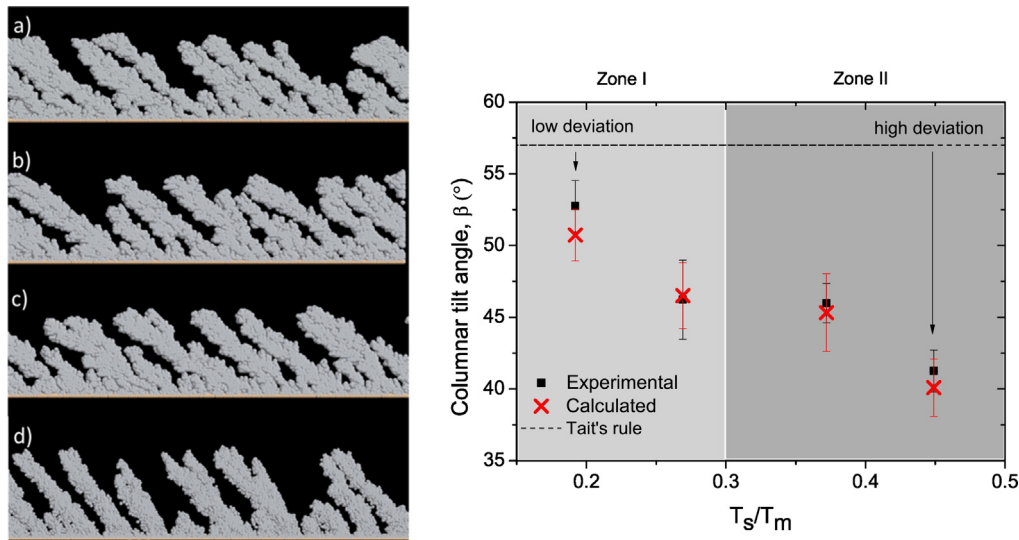 a)
b)
c)
d)
Zone I
Zone II
60
55
50
45
40
35
low deviation
high deviation
Columnar tilt angle, β (°)
Experimental
Calculated
Tait's rule
0.2
0.3
0.4
0.5
Ts/Tm